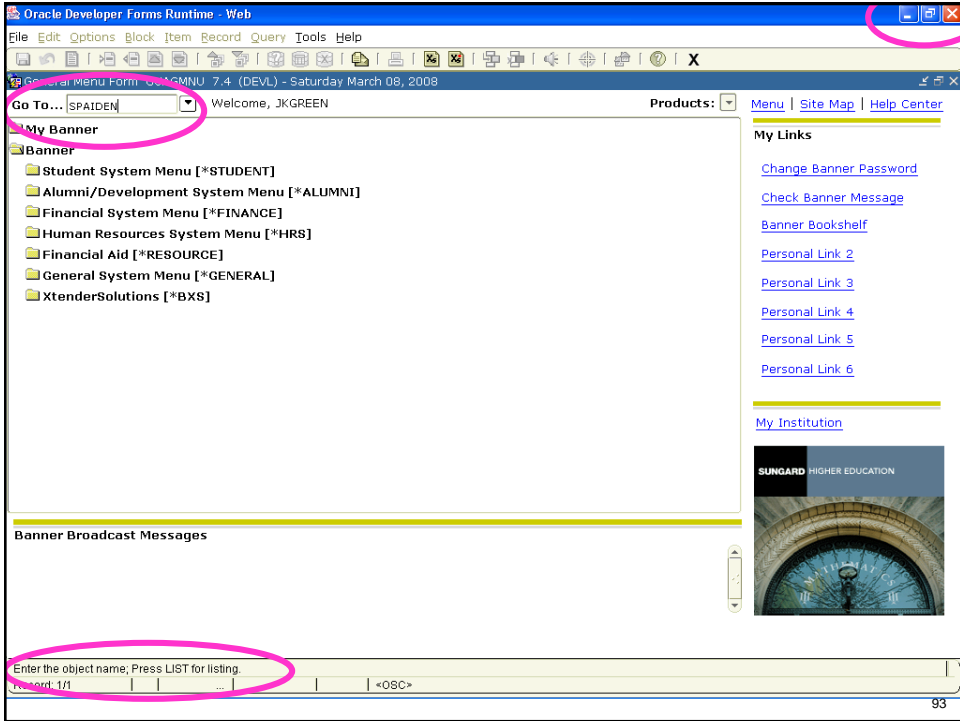 Oracle Developer Forms Runtime - Web
File Edit Options Block Item Record Query Tools Help
X
General Menu Form GUAGMNU 7.4 (DEVL) - Saturday March 08, 2008
Go To... SPAIDEN Welcome, JKGREEN Products: Menu | Site Map | Help Center
My Banner
Banner
Student System Menu [*STUDENT]
Alumni/Development System Menu [*ALUMNI]
Financial System Menu [*FINANCE]
Human Resources System Menu [*HRS]
Financial Aid [*RESOURCE]
General System Menu [*GENERAL]
XtenderSolutions [*BXS]
My Links
Change Banner Password
Check Banner Message
Banner Bookshelf
Personal Link 2
Personal Link 3
Personal Link 4
Personal Link 5
Personal Link 6
My Institution
SUNGARD HIGHER EDUCATION
Banner Broadcast Messages
Enter the object name; Press LIST for listing.
Record: 1/1 ... <OSC>
93